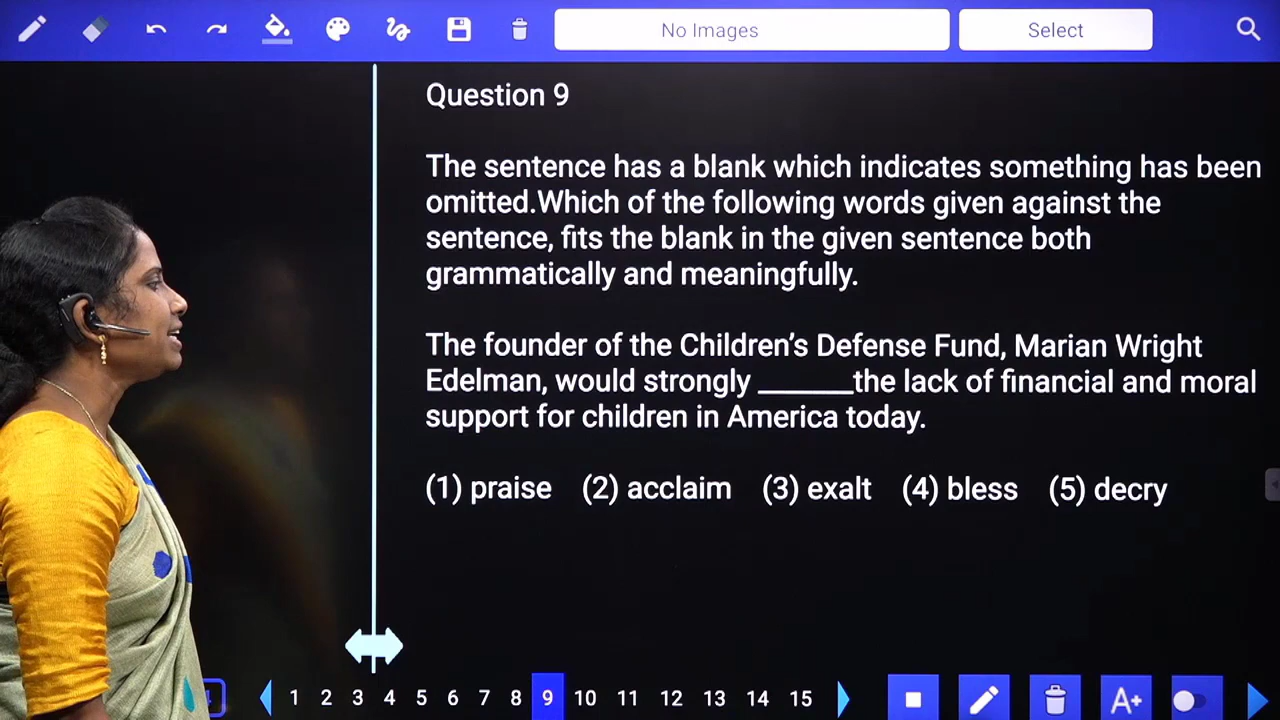 No Images
Select
Question 9
The sentence has a blank which indicates something has been
omitted.Which of the following words given against the
sentence, fits the blank in the given sentence both
grammatically and meaningfully.
The founder of the Children's Defense Fund, Marian Wright
Edelman, would strongly ______the lack of financial and moral
support for children in America today.
(1) praise (2) acclaim (3) exalt (4) bless (5) decry
1 2 3 4 5 6 7 8 9 10 11 12 13 14 15
A+